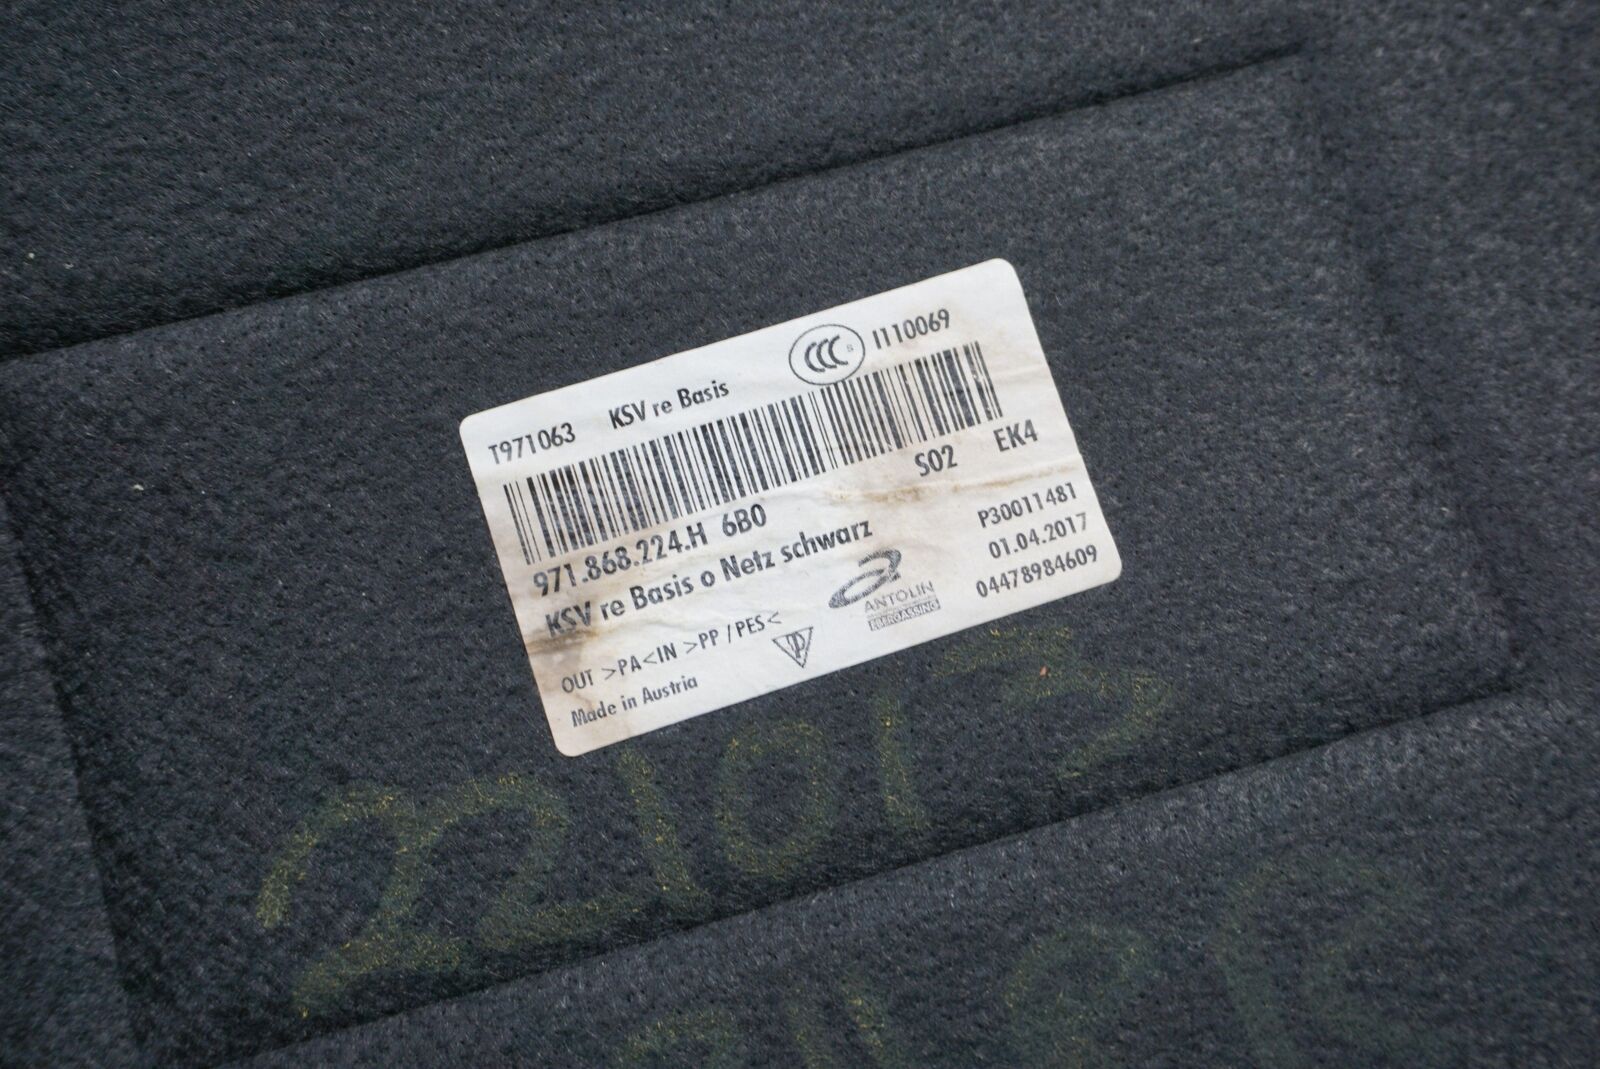 T971063 KSV re Basis CCC S I110069
S02 EK4
971.868.224.H 6B0
KSV re Basis o Netz schwarz
P30011481
01.04.2017
04478984609
OUT >PA<IN >PP/PES<
ANTOLIN
EBERGASSING
Made in Austria
221013